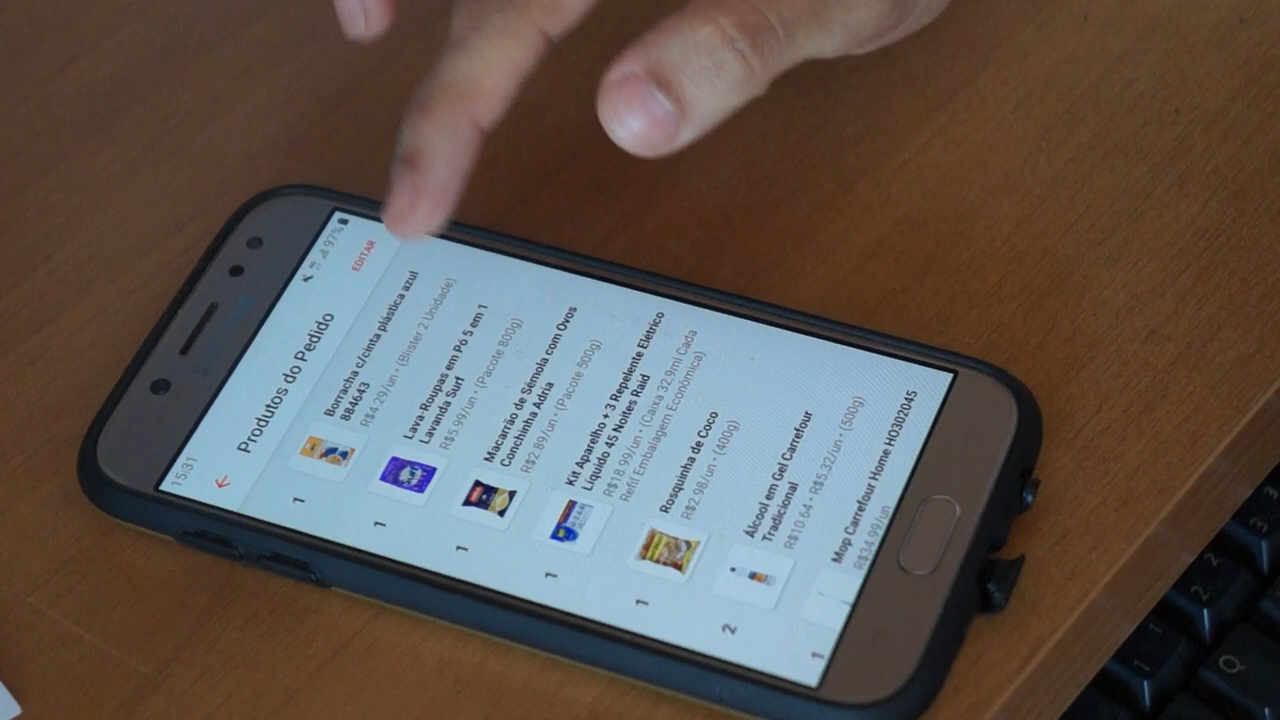 15:31
97%
Produtos do Pedido
EDITAR
1
Borracha c/cinta plástica azul
884643
R$4.29/un • (Blister 2 Unidade)
1
Lava-Roupas em Pó 5 em 1
Lavanda Surf
R$5.99/un • (Pacote 800g)
1
Macarrão de Sêmola com Ovos
Conchinha Adria
R$2.89/un • (Pacote 500g)
1
Kit Aparelho + 3 Repelente Elétrico
Líquido 45 Noites Raid
R$18.99/un • (Caixa 32.9ml Cada
Refil Embalagem Econômica)
1
Rosquinha de Coco
R$2.98/un • (400g)
2
Álcool em Gel Carrefour
Tradicional
R$10.64 • R$5.32/un • (500g)
1
Mop Carrefour Home HO302045
R$34.99/un
1
2
3
Q